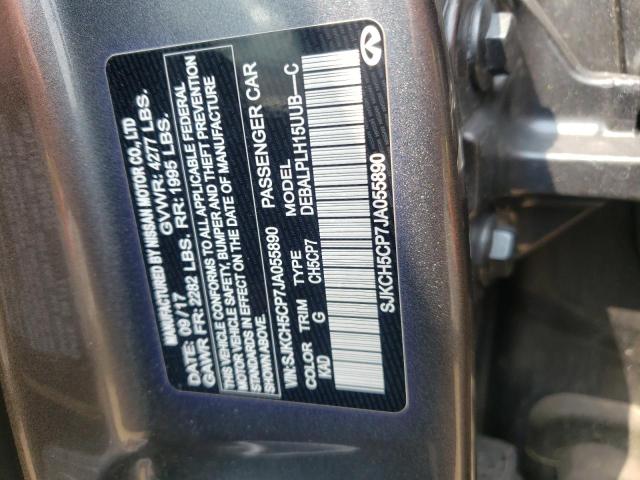 MANUFACTURED BY NISSAN MOTOR CO., LTD
09/17 GVWR: 4277 LBS.
GAWR FR: 2282 LBS. RR: 1995 LBS.
THIS VEHICLE CONFORMS TO ALL APPLICABLE FEDERAL
MOTOR VEHICLE SAFETY, BUMPER AND THEFT PREVENTION
STANDARDS IN EFFECT ON THE DATE OF MANUFACTURE
SHOWN ABOVE.
VIN: SJKCH5CP7JA055890 PASSENGER CAR
COLOR TRIM TYPE MODEL
KAD G CH5CP7 DEBALPLH15UUB-C
SJKCH5CP7JA055890